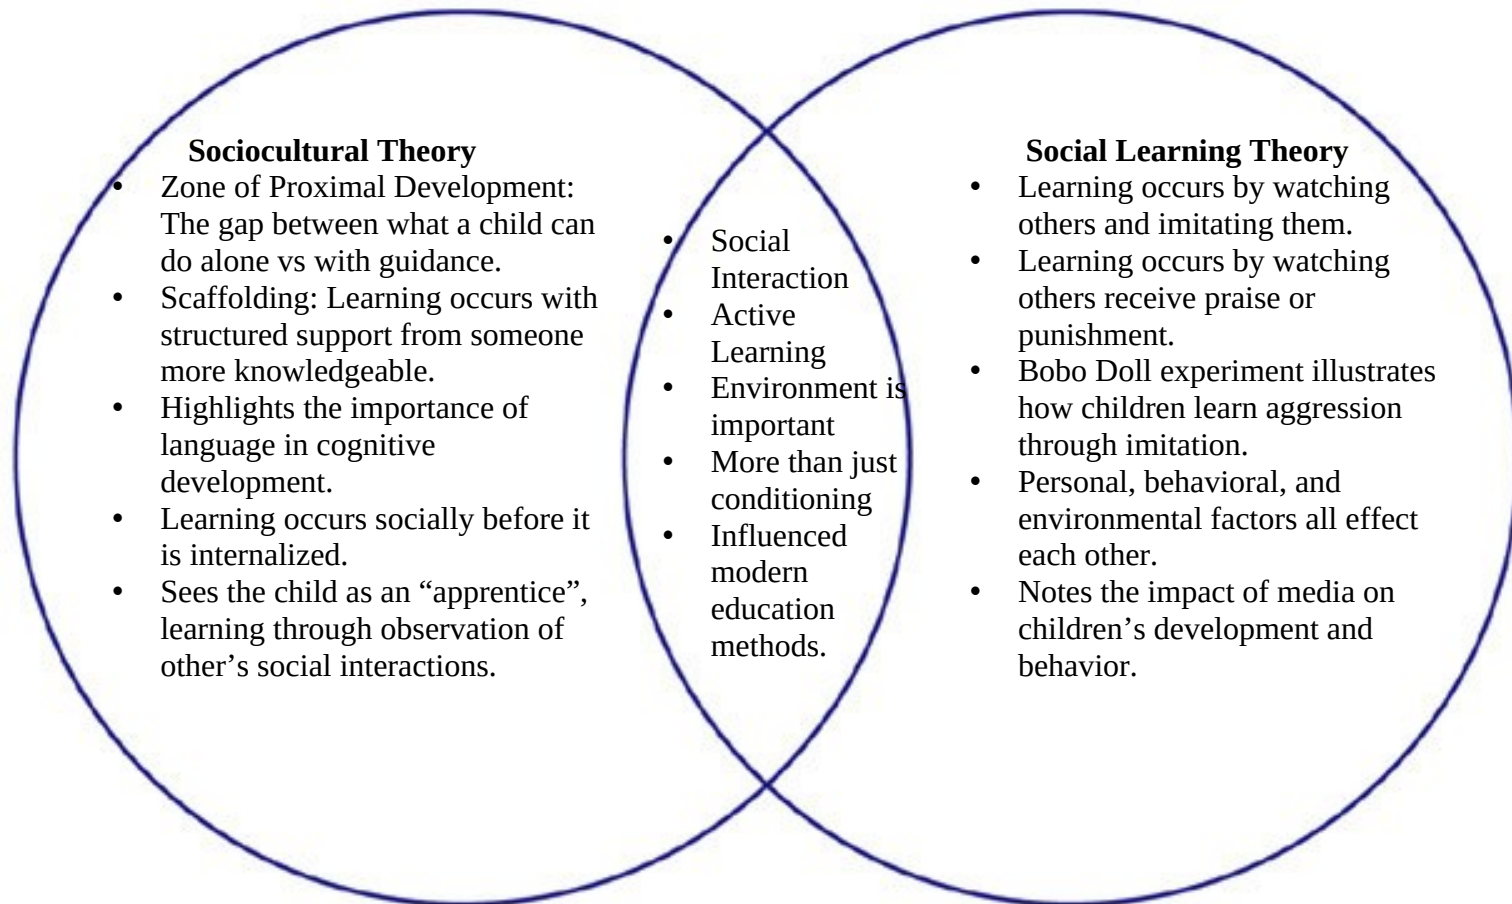 Sociocultural Theory
• Zone of Proximal Development:
The gap between what a child can
do alone vs with guidance.
• Scaffolding: Learning occurs with
structured support from someone
more knowledgeable.
• Highlights the importance of
language in cognitive
development.
• Learning occurs socially before it
is internalized.
• Sees the child as an “apprentice”,
learning through observation of
other’s social interactions.
• Social
Interaction
• Active
Learning
• Environment is
important
• More than just
conditioning
• Influenced
modern
education
methods.
Social Learning Theory
• Learning occurs by watching
others and imitating them.
• Learning occurs by watching
others receive praise or
punishment.
• Bobo Doll experiment illustrates
how children learn aggression
through imitation.
• Personal, behavioral, and
environmental factors all effect
each other.
• Notes the impact of media on
children’s development and
behavior.